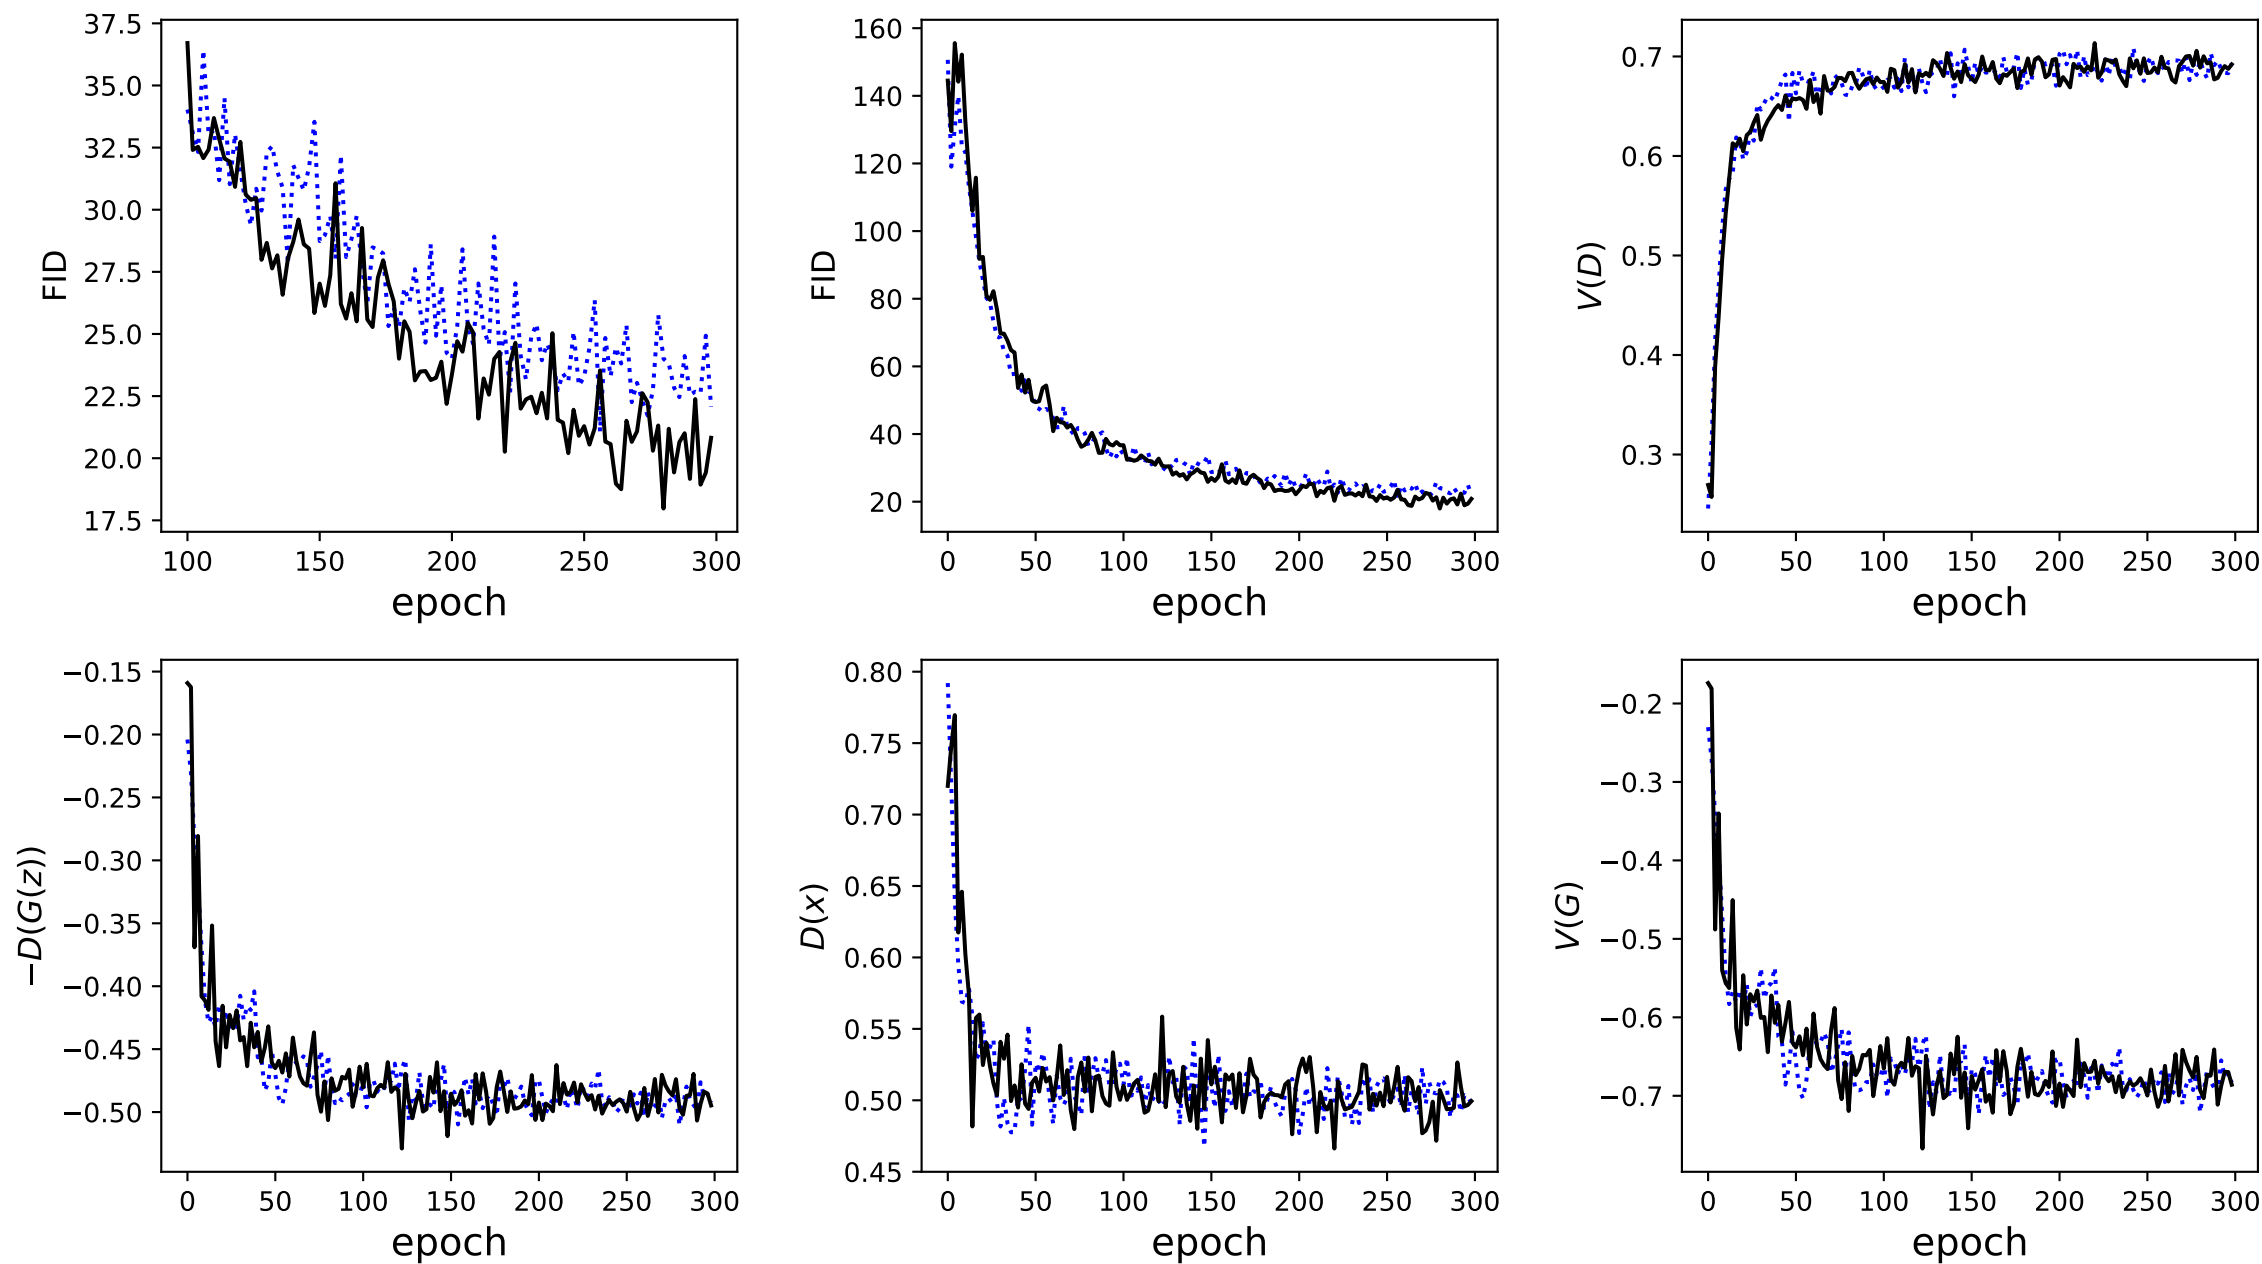 37.5
35.0
32.5
30.0
27.5
25.0
22.5
20.0
17.5
FID
100 150 200 250 300
epoch
160
140
120
100
80
60
40
20
FID
0 50 100 150 200 250 300
epoch
0.7
0.6
0.5
0.4
0.3
V(D)
0 50 100 150 200 250 300
epoch
−0.15
−0.20
−0.25
−0.30
−0.35
−0.40
−0.45
−0.50
−D(G(z))
0 50 100 150 200 250 300
epoch
0.80
0.75
0.70
0.65
0.60
0.55
0.50
0.45
D(x)
0 50 100 150 200 250 300
epoch
−0.2
−0.3
−0.4
−0.5
−0.6
−0.7
V(G)
0 50 100 150 200 250 300
epoch